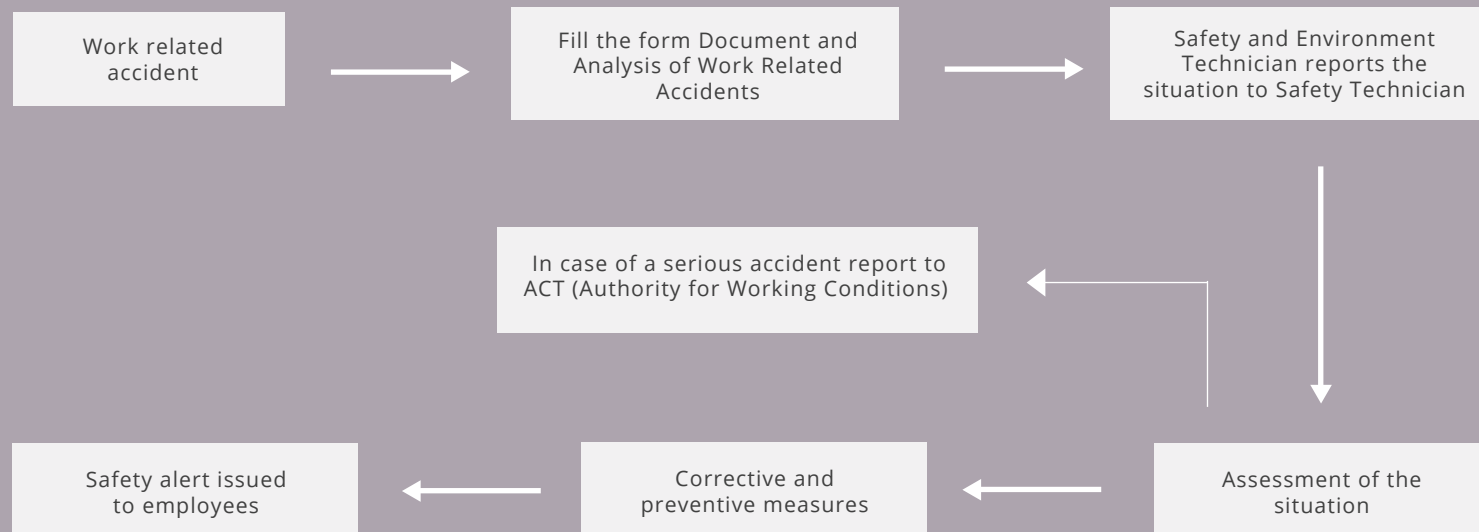 Work related
accident
Fill the form Document and
Analysis of Work Related
Accidents
Safety and Environment
Technician reports the
situation to Safety Technician
In case of a serious accident report to
ACT (Authority for Working Conditions)
Assessment of the
situation
Corrective and
preventive measures
Safety alert issued
to employees